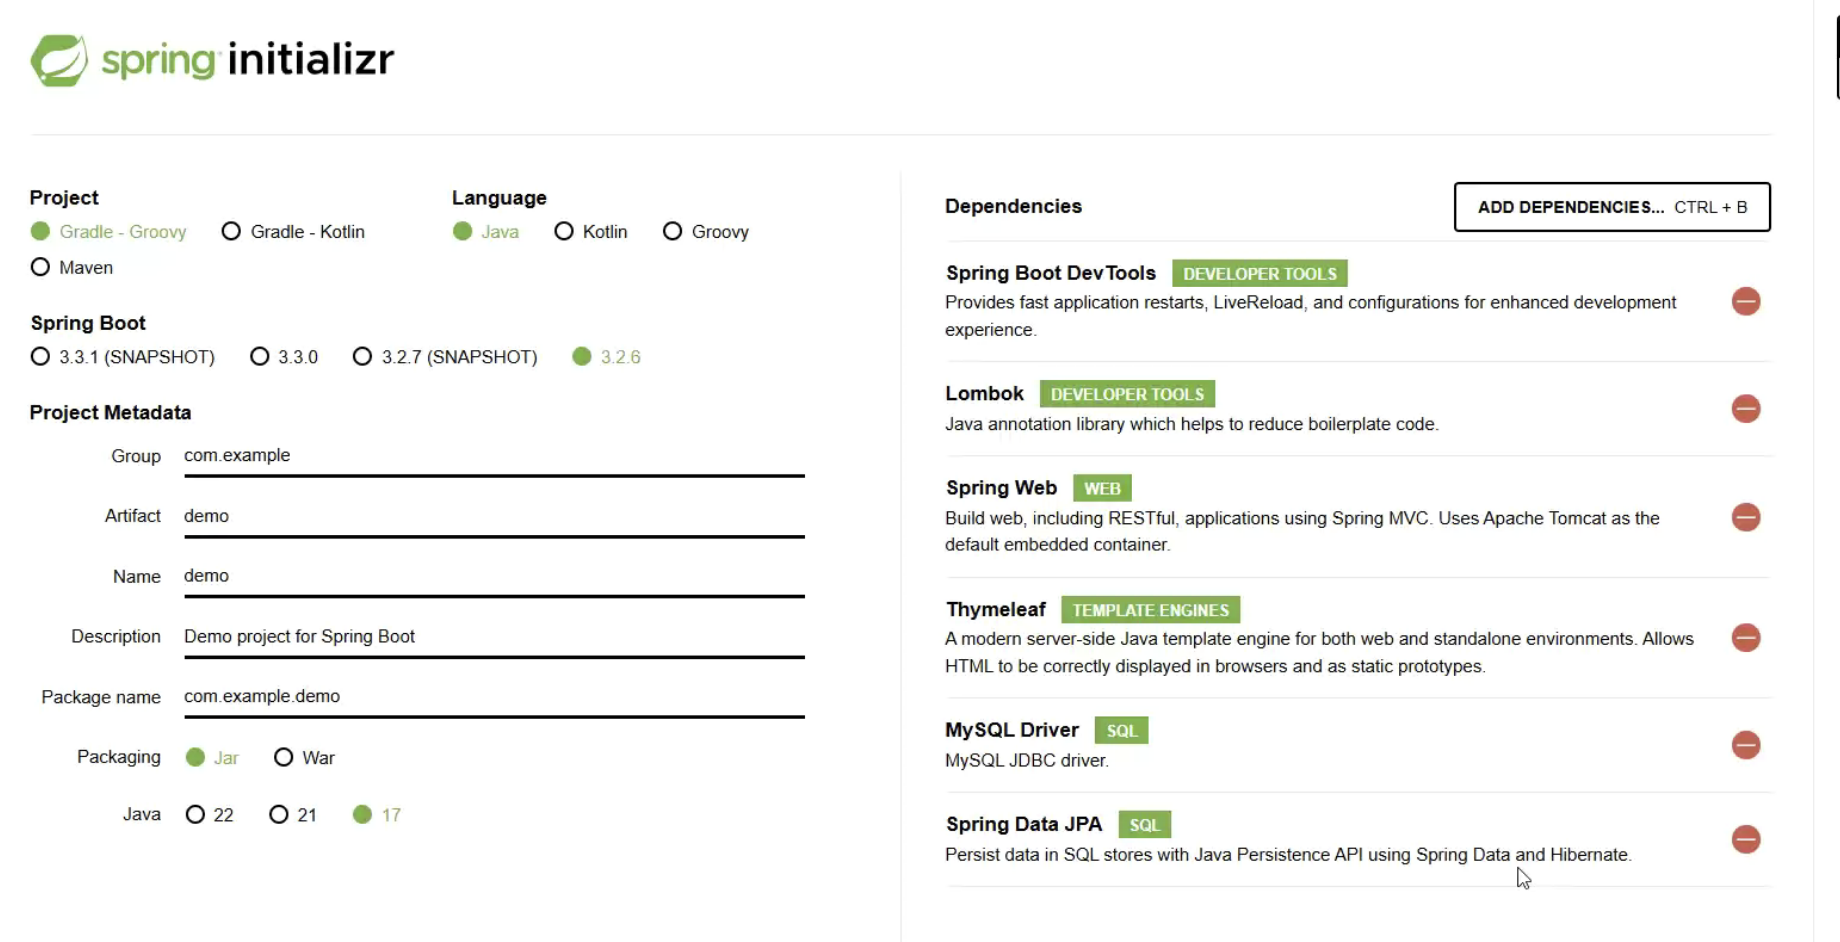 spring initializr
Project
Gradle - Groovy Gradle - Kotlin
Maven
Language
Java Kotlin Groovy
Spring Boot
3.3.1 (SNAPSHOT) 3.3.0 3.2.7 (SNAPSHOT) 3.2.6
Project Metadata
Group com.example
Artifact demo
Name demo
Description Demo project for Spring Boot
Package name com.example.demo
Packaging Jar War
Java 22 21 17
Dependencies ADD DEPENDENCIES... CTRL + B
Spring Boot DevTools DEVELOPER TOOLS
Provides fast application restarts, LiveReload, and configurations for enhanced development
experience.
Lombok DEVELOPER TOOLS
Java annotation library which helps to reduce boilerplate code.
Spring Web WEB
Build web, including RESTful, applications using Spring MVC. Uses Apache Tomcat as the
default embedded container.
Thymeleaf TEMPLATE ENGINES
A modern server-side Java template engine for both web and standalone environments. Allows
HTML to be correctly displayed in browsers and as static prototypes.
MySQL Driver SQL
MySQL JDBC driver.
Spring Data JPA SQL
Persist data in SQL stores with Java Persistence API using Spring Data and Hibernate.